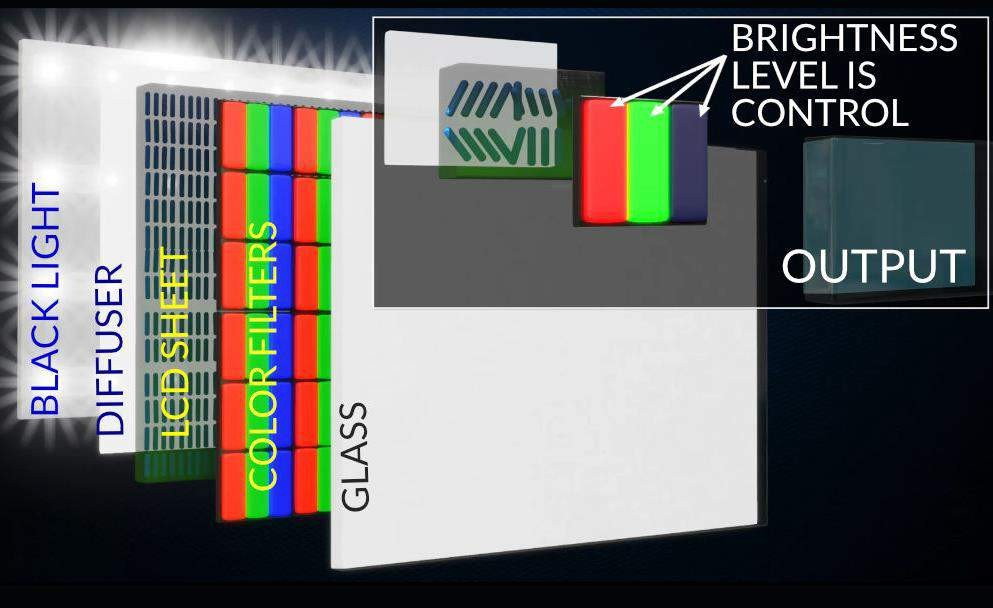 BLACK LIGHT
DIFFUSER
LCD SHEET
COLOR FILTERS
GLASS
BRIGHTNESS
LEVEL IS
CONTROL
OUTPUT